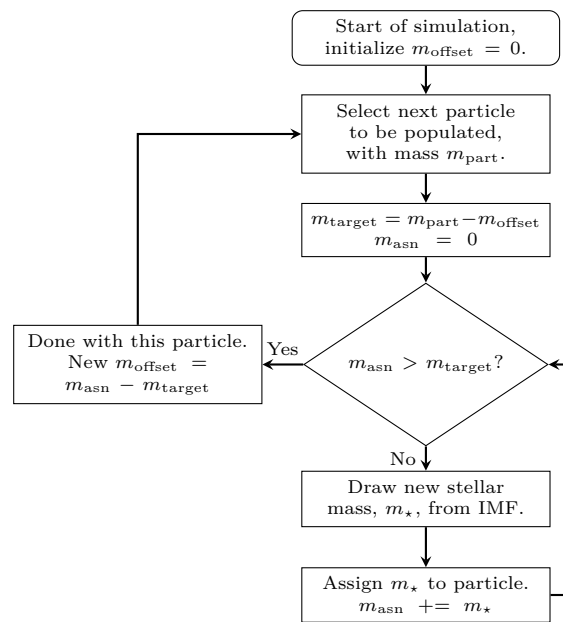 Start of simulation,
initialize m_offset = 0.
Select next particle
to be populated,
with mass m_part.
m_target = m_part−m_offset
m_asn = 0
m_asn > m_target?
Yes
Done with this particle.
New m_offset =
m_asn − m_target
No
Draw new stellar
mass, m_⋆, from IMF.
Assign m_⋆ to particle.
m_asn += m_⋆